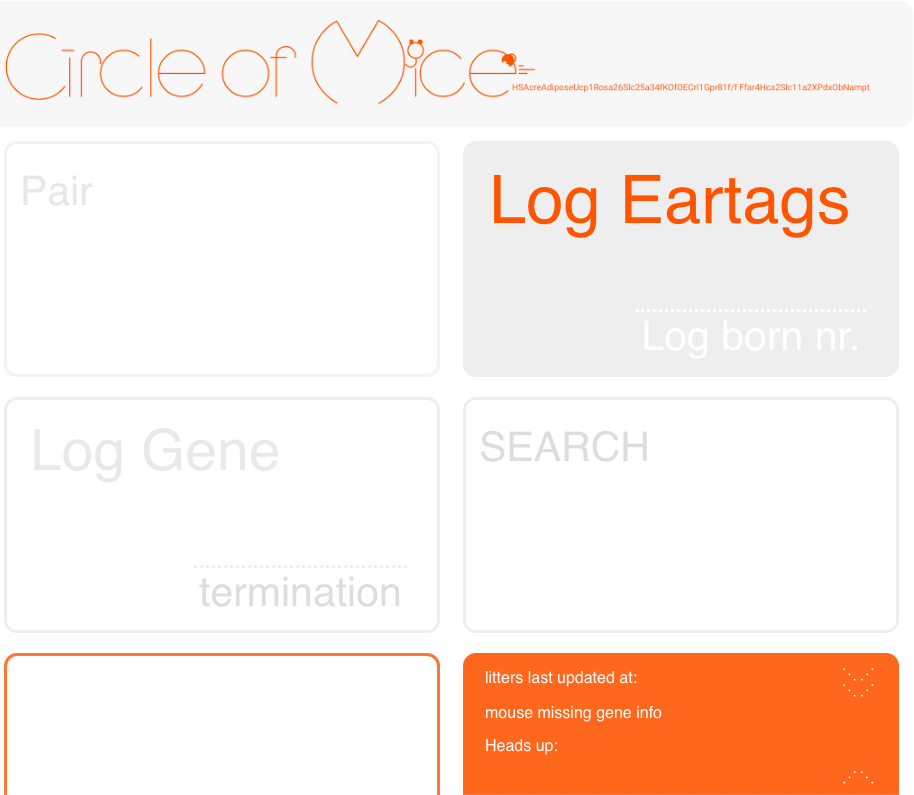 Circle of Mice
HSAcreAdiposeUcp1Rosa26Slc25a34fKOfOECrl1Gpr81f/f Ffar4Hca2Slc11a2XPdxObNampt
Pair
Log Eartags
Log born nr.
Log Gene
termination
SEARCH
litters last updated at:
mouse missing gene info
Heads up: